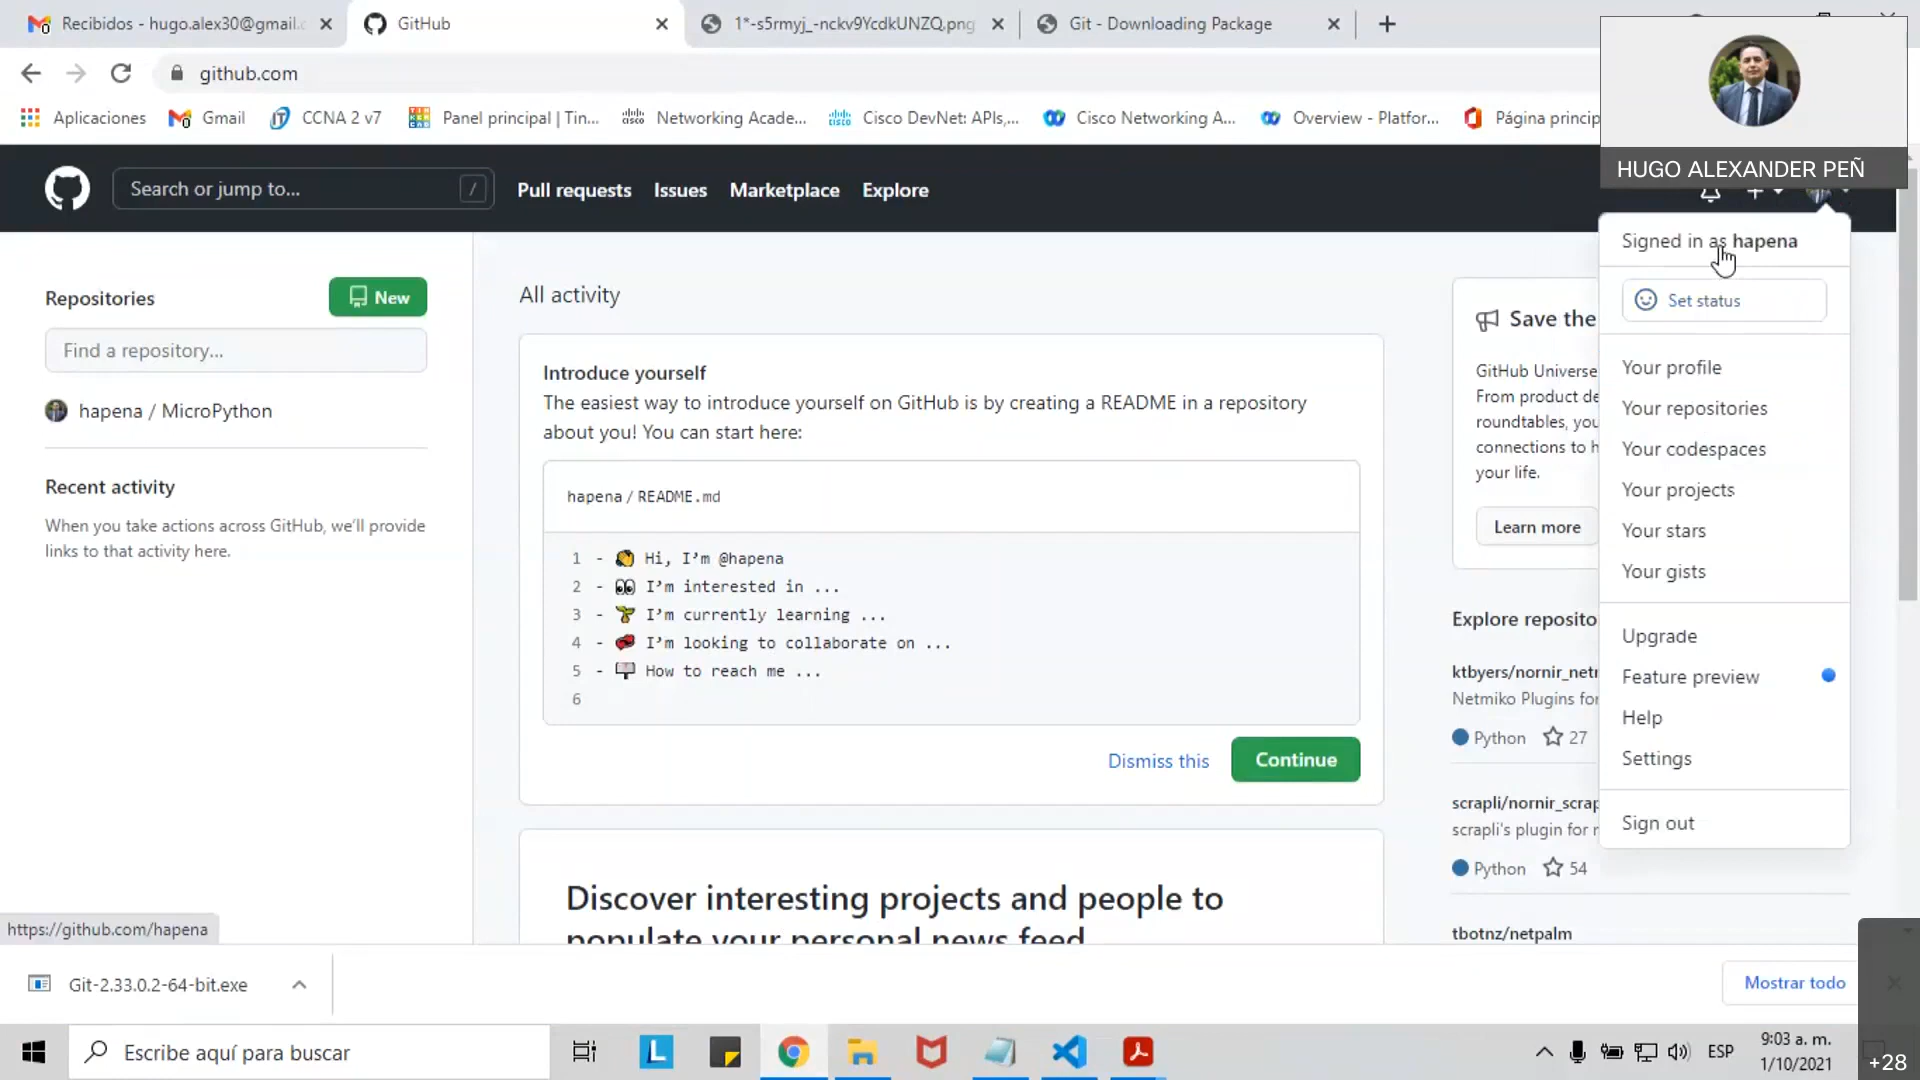 Recibidos - hugo.alex30@gmail.c
GitHub
1*-s5rmyj_-nckv9YcdkUNZQ.png
Git - Downloading Package
github.com
Aplicaciones
Gmail
CCNA 2 v7
Panel principal | Tin...
Networking Acade...
Cisco DevNet: APIs,...
Cisco Networking A...
Overview - Platfor...
Página princip
HUGO ALEXANDER PEÑ
Search or jump to...
/
Pull requests
Issues
Marketplace
Explore
Repositories
New
Find a repository...
hapena / MicroPython
Recent activity
When you take actions across GitHub, we'll provide
links to that activity here.
All activity
Introduce yourself
The easiest way to introduce yourself on GitHub is by creating a README in a repository
about you! You can start here:
hapena / README.md
1 - 👋 Hi, I'm @hapena
2 - 👀 I'm interested in ...
3 - 🌱 I'm currently learning ...
4 - 💞️ I'm looking to collaborate on ...
5 - 📫 How to reach me ...
6
Dismiss this
Continue
Discover interesting projects and people to
populate your personal news feed
Save the
GitHub Universe
From product de
roundtables, you
connections to h
your life.
Learn more
Explore reposito
ktbyers/nornir_netr
Netmiko Plugins for
Python
27
scrapli/nornir_scrap
scrapli's plugin for r
Python
54
tbotnz/netpalm
Signed in as hapena
Set status
Your profile
Your repositories
Your codespaces
Your projects
Your stars
Your gists
Upgrade
Feature preview
Help
Settings
Sign out
https://github.com/hapena
Git-2.33.0.2-64-bit.exe
Mostrar todo
Escribe aquí para buscar
ESP
9:03 a. m.
1/10/2021
+28